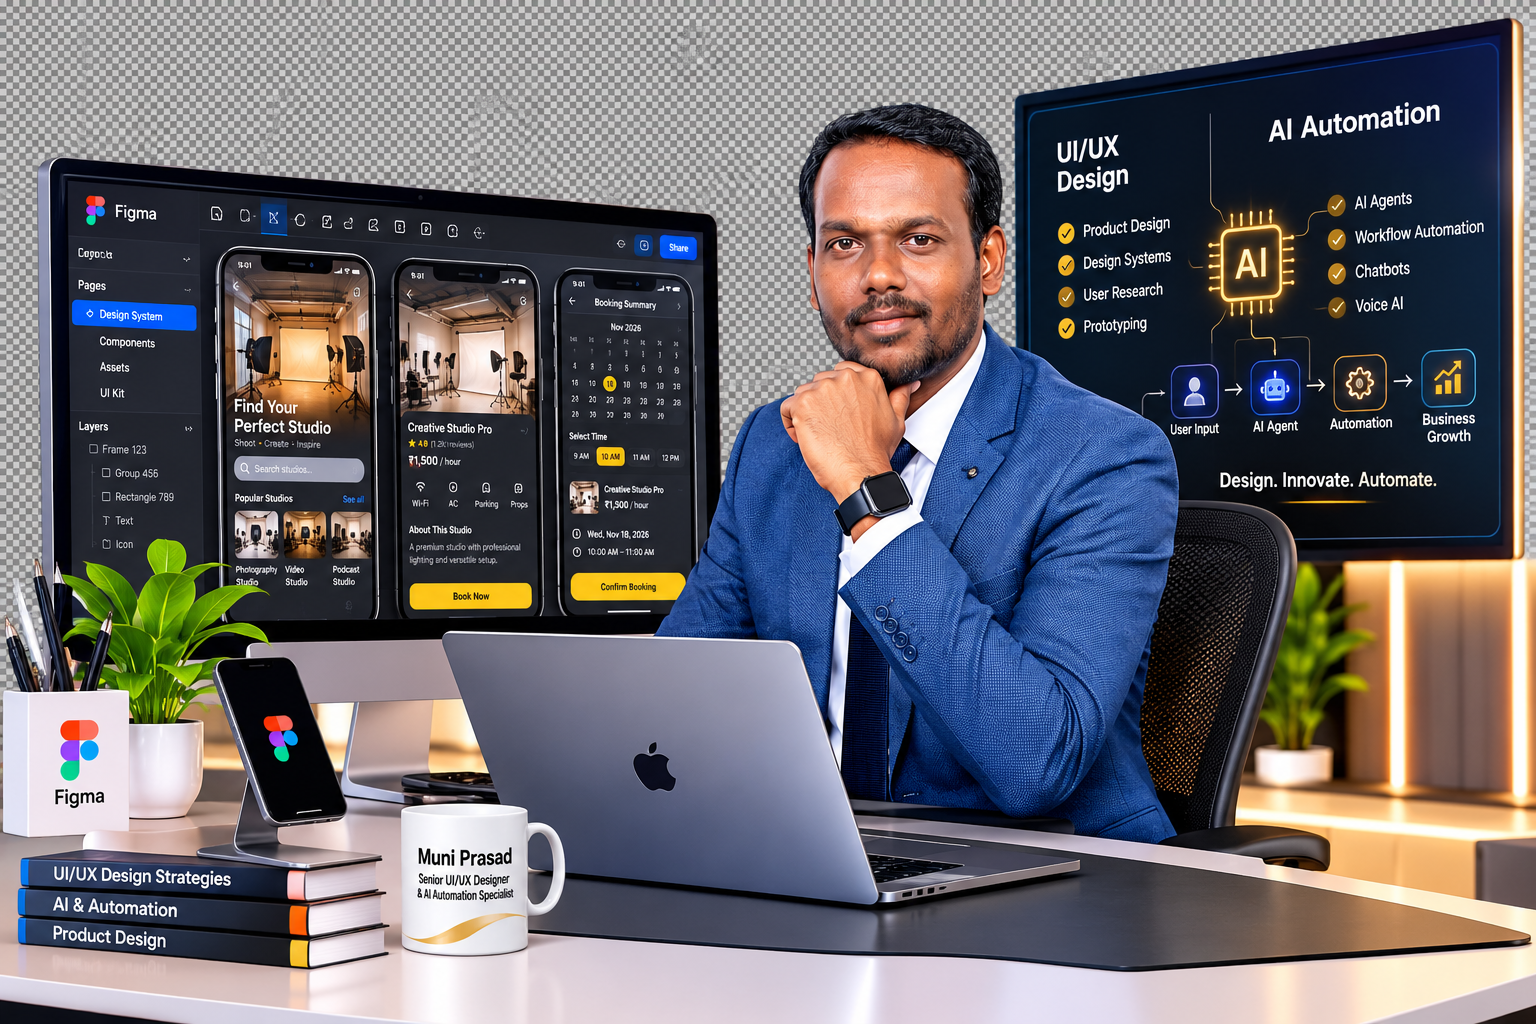 Figma
Share
Pages
Design System
Components
Assets
UI Kit
Layers
Frame 123
Group 456
Rectangle 789
Text
Icon
Find Your
Perfect Studio
Shoot • Create • Inspire
Search studios...
Popular Studios
See all
Photography
Studio
Video
Studio
Podcast
Studio
Creative Studio Pro
₹1,500 / hour
Wi-Fi
AC
Parking
Props
About This Studio
A premium studio with professional
lighting and versatile setup.
Book Now
Booking Summary
Nov 2026
Select Time
9 AM
10 AM
11 AM
12 PM
Creative Studio Pro
₹1,500 / hour
Wed, Nov 18, 2026
10:00 AM – 11:00 AM
Confirm Booking
UI/UX
Design
Product Design
Design Systems
User Research
Prototyping
AI Automation
AI
AI Agents
Workflow Automation
Chatbots
Voice AI
User Input
AI Agent
Automation
Business
Growth
Design. Innovate. Automate.
Figma
UI/UX Design Strategies
AI & Automation
Product Design
Muni Prasad
Senior UI/UX Designer
& AI Automation Specialist